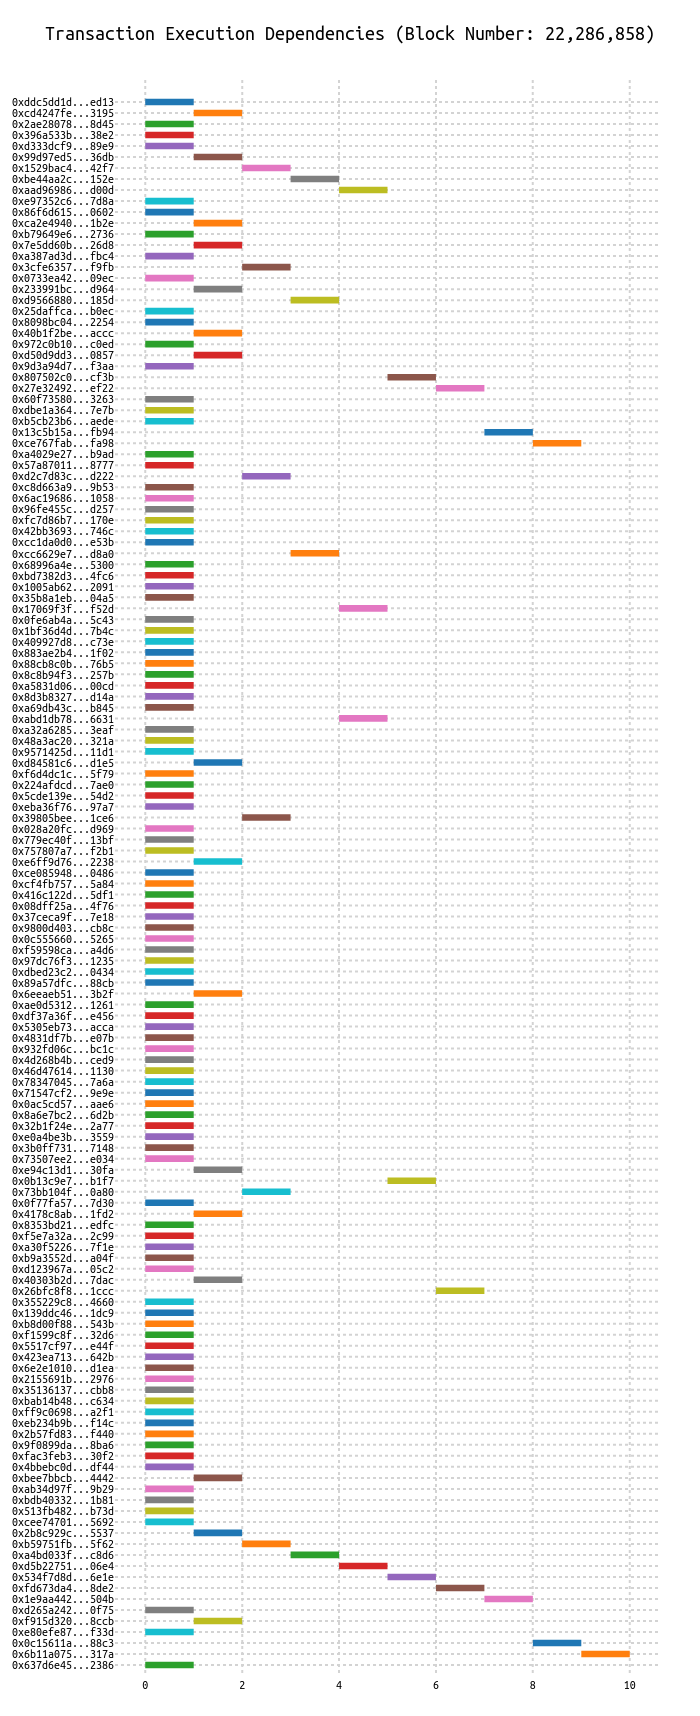 Transaction Execution Dependencies (Block Number: 22,286,858)
0xddc5dd1d...ed13
0xcd4247fe...3195
0x2ae28078...8d45
0x396a533b...38e2
0xd333dcf9...89e9
0x99d97ed5...36db
0x1529bac4...42f7
0xbe44aa2c...152e
0xaad96986...d00d
0xe97352c6...7d8a
0x86f6d615...0602
0xca2e4940...1b2e
0xb79649e6...2736
0x7e5dd60b...26d8
0xa387ad3d...fbc4
0x3cfe6357...f9fb
0x0733ea42...09ec
0x233991bc...d964
0xd9566880...185d
0x25daffca...b0ec
0x8098bc04...2254
0x40b1f2be...accc
0x972c0b10...c0ed
0xd50d9dd3...0857
0x9d3a94d7...f3aa
0x807502c0...cf3b
0x27e32492...ef22
0x60f73580...3263
0xdbe1a364...7e7b
0xb5cb23b6...aede
0x13c5b15a...fb94
0xce767fab...fa98
0xa4029e27...b9ad
0x57a87011...8777
0xd2c7d83c...d222
0xc8d663a9...9b53
0x6ac19686...1058
0x96fe455c...d257
0xfc7d86b7...170e
0x42bb3693...746c
0xcc1da0d0...e53b
0xcc6629e7...d8a0
0x68996a4e...5300
0xbd7382d3...4fc6
0x1005ab62...2091
0x35b8a1eb...04a5
0x17069f3f...f52d
0x0fe6ab4a...5c43
0x1bf36d4d...7b4c
0x409927d8...c73e
0x883ae2b4...1f02
0x88cb8c0b...76b5
0x8c8b94f3...257b
0xa5831d06...00cd
0x8d3b8327...d14a
0xa69db43c...b845
0xabd1db78...6631
0xa32a6285...3eaf
0x48a3ac20...321a
0x9571425d...11d1
0xd84581c6...d1e5
0xf6d4dc1c...5f79
0x224afdcd...7ae0
0x5cde139e...54d2
0xeba36f76...97a7
0x39805bee...1ce6
0x028a20fc...d969
0x779ec40f...13bf
0x757807a7...f2b1
0xe6ff9d76...2238
0xce085948...0486
0xcf4fb757...5a84
0x416c122d...5df1
0x08dff25a...4f76
0x37ceca9f...7e18
0x9800d403...cb8c
0x0c555660...5265
0xf59598ca...a4d6
0x97dc76f3...1235
0xdbed23c2...0434
0x89a57dfc...88cb
0x6eeaeb51...3b2f
0xae0d5312...1261
0xdf37a36f...e456
0x5305eb73...acca
0x4831df7b...e07b
0x932fd06c...bc1c
0x4d268b4b...ced9
0x46d47614...1130
0x78347045...7a6a
0x71547cf2...9e9e
0x0ac5cd57...aae6
0x8a6e7bc2...6d2b
0x32b1f24e...2a77
0xe0a4be3b...3559
0x3b0ff731...7148
0x73507ee2...e034
0xe94c13d1...30fa
0x0b13c9e7...b1f7
0x73bb104f...0a80
0x0f77fa57...7d30
0x4178c8ab...1fd2
0x8353bd21...edfc
0xf5e7a32a...2c99
0xa30f5226...7f1e
0xb9a3552d...a04f
0xd123967a...05c2
0x40303b2d...7dac
0x26bfc8f8...1ccc
0x355229c8...4660
0x139ddc46...1dc9
0xb8d00f88...543b
0xf1599c8f...32d6
0x5517cf97...e44f
0x423ea713...642b
0x6e2e1010...d1ea
0x2155691b...2976
0x35136137...cbb8
0xbab14b48...c634
0xff9c0698...a2f1
0xeb234b9b...f14c
0x2b57fd83...f440
0x9f0899da...8ba6
0xfac3feb3...30f2
0x4bbebc0d...df44
0xbee7bbcb...4442
0xab34d97f...9b29
0xbdb40332...1b81
0x513fb482...b73d
0xcee74701...5692
0x2b8c929c...5537
0xb59751fb...5f62
0xa4bd033f...c8d6
0xd5b22751...06e4
0x534f7d8d...6e1e
0xfd673da4...8de2
0x1e9aa442...504b
0xd265a242...0f75
0xf915d320...8ccb
0xe80efe87...f33d
0x0c15611a...88c3
0x6b11a075...317a
0x637d6e45...2386
0 2 4 6 8 10